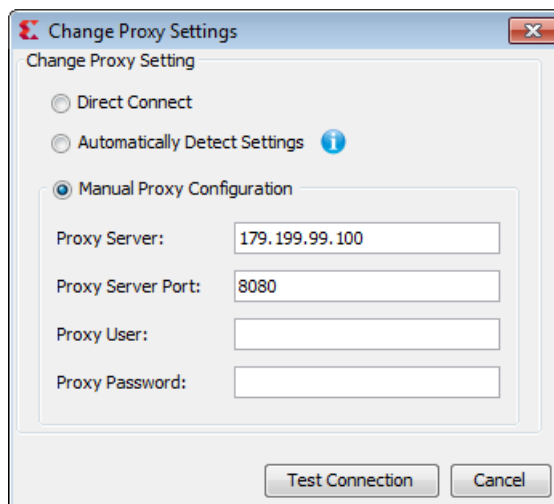 Change Proxy Settings
Change Proxy Setting
Direct Connect
Automatically Detect Settings
Manual Proxy Configuration
Proxy Server: 179.199.99.100
Proxy Server Port: 8080
Proxy User:
Proxy Password:
Test Connection Cancel